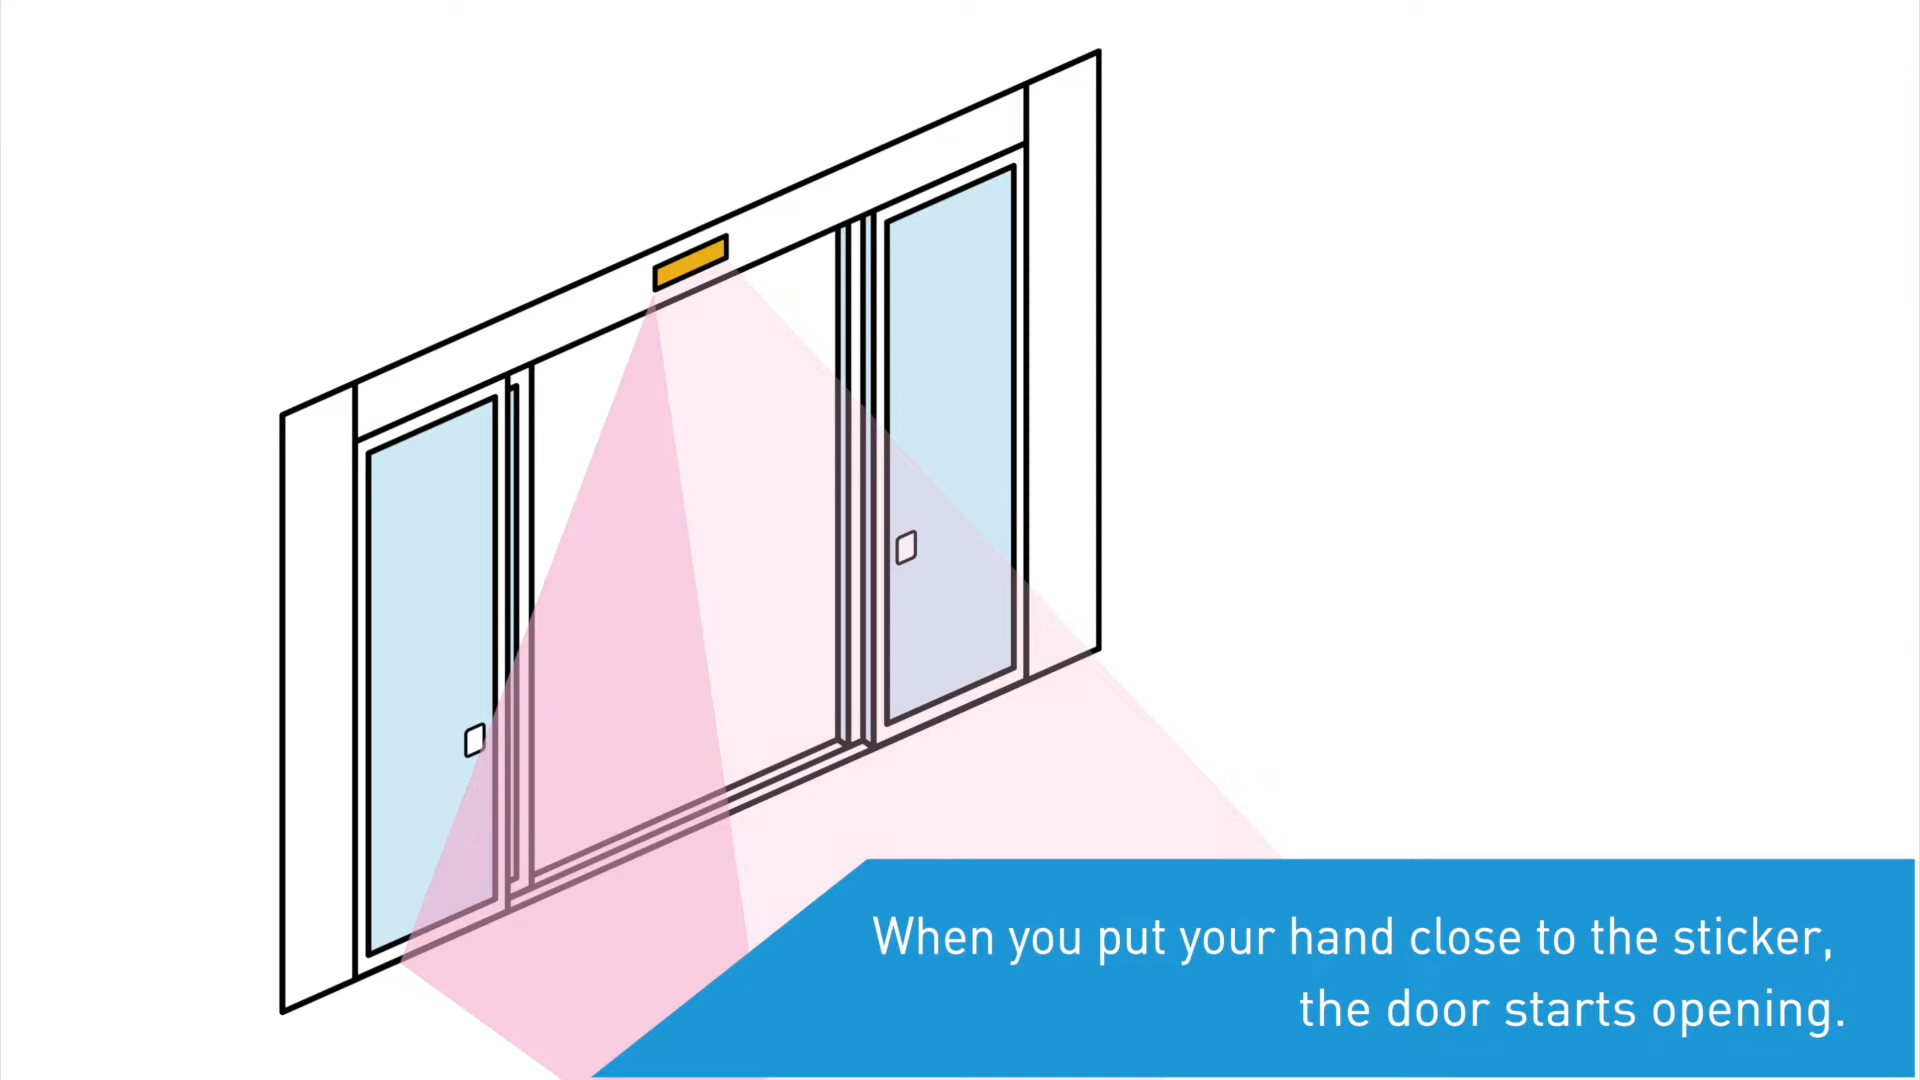 When you put your hand close to the sticker,
the door starts opening.